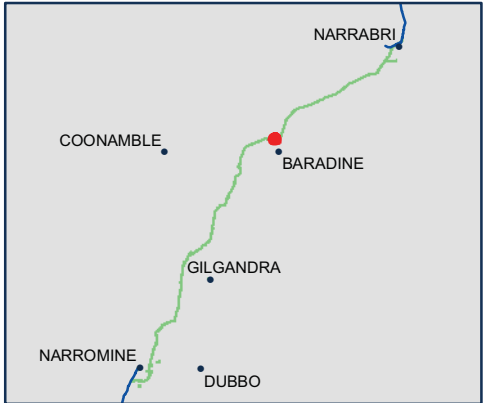 NARRABRI
COONAMBLE
BARADINE
GILGANDRA
NARROMINE
DUBBO